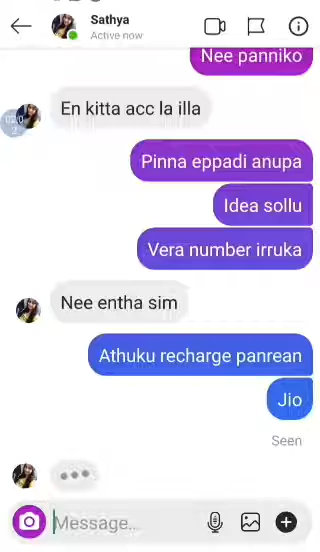 Sathya
Active now
Nee panniko
En kitta acc la illa
Pinna eppadi anupa
Idea sollu
Vera number irruka
Nee entha sim
Athuku recharge panrean
Jio
Seen
Message...